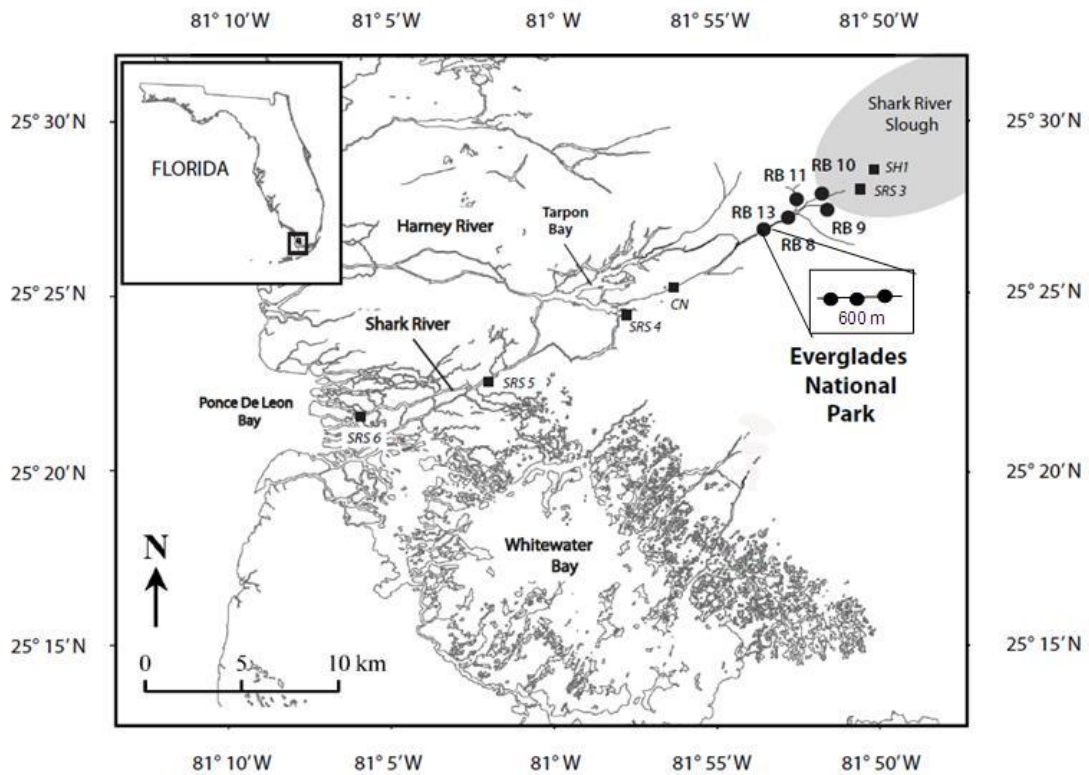 81° 10'W 81° 5'W 81° W 81° 55'W 81° 50'W
25° 30'N
25° 30'N
FLORIDA
Shark River
Slough
RB 10
RB 11
SH1
SRS 3
RB 13
RB 9
RB 8
Tarpon
Bay
Harney River
25° 25'N
25° 25'N
CN
SRS 4
600 m
Shark River
Everglades
National
Park
SRS 5
Ponce De Leon
Bay
SRS 6
25° 20'N
25° 20'N
Whitewater
Bay
N
25° 15'N
25° 15'N
0 5 10 km
81° 10'W 81° 5'W 81° W 81° 55'W 81° 50'W